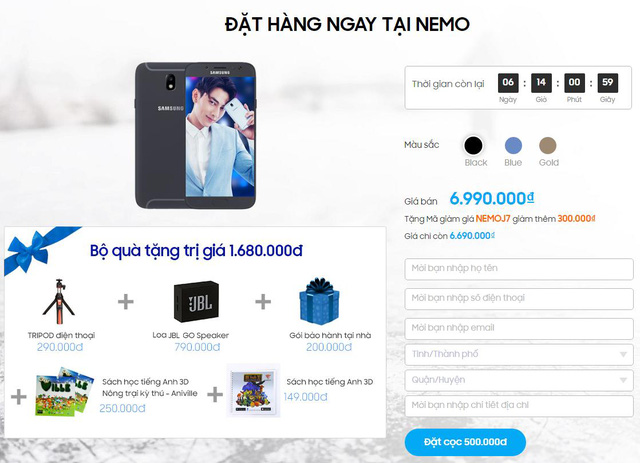 ĐẶT HÀNG NGAY TẠI NEMO
SAMSUNG
SAMSUNG
Thời gian còn lại
06 : 14 : 00 : 59
Ngày Giờ Phút Giây
Màu sắc
Black Blue Gold
Giá bán 6.990.000₫
Tặng Mã giảm giá NEMOJ7 giảm thêm 300.000₫
Giá chỉ còn 6.690.000₫
Bộ quà tặng trị giá 1.680.000đ
JBL
TRIPOD điện thoại
290.000đ
Loa JBL GO Speaker
790.000đ
Gói bảo hành tại nhà
200.000đ
VILLE
Sách học tiếng Anh 3D
Nông trại kỳ thú - Aniville
250.000đ
Sách học tiếng Anh 3D
149.000đ
Mời bạn nhập họ tên
Mời bạn nhập số điện thoại
Mời bạn nhập email
Tỉnh/Thành phố
Quận/Huyện
Mời bạn nhập chi tiết địa chỉ
Đặt cọc 500.000đ